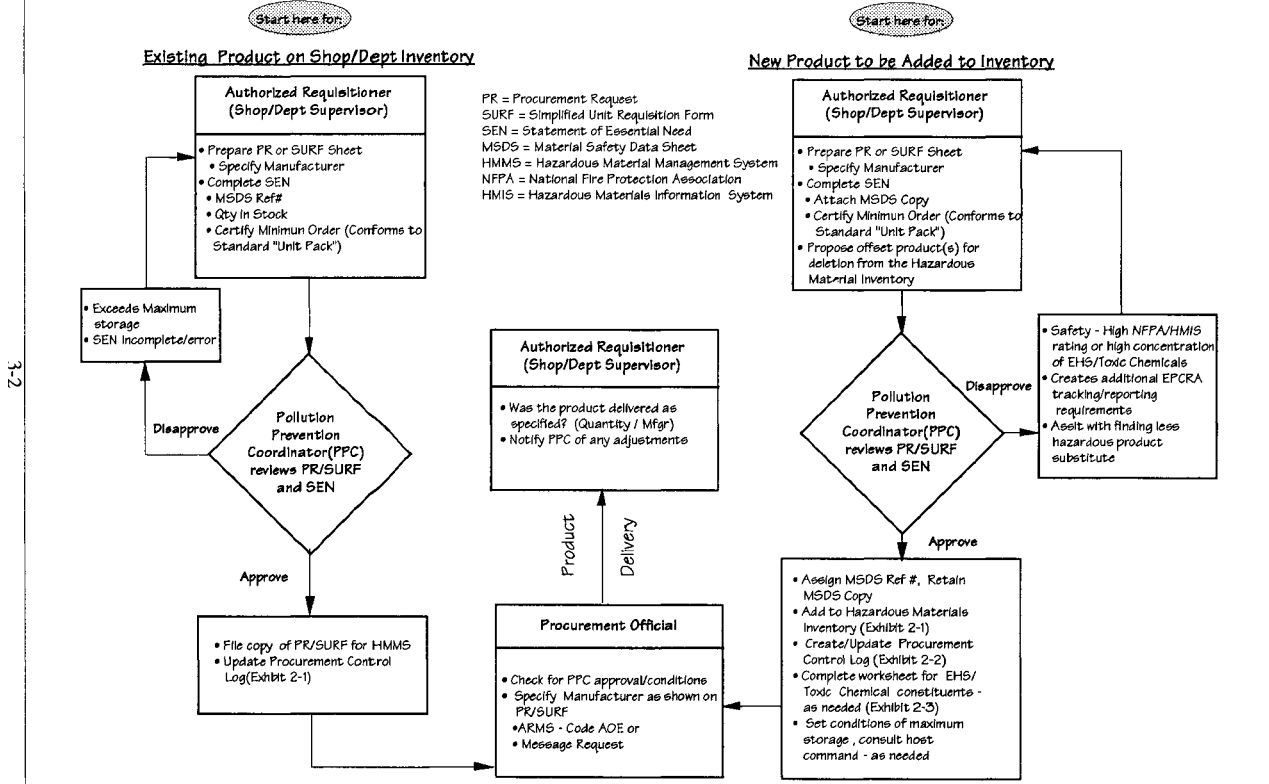 Start here for:
Existing Product on Shop/Dept Inventory
Authorized Requisitioner
(Shop/Dept Supervisor)
• Prepare PR or SURF Sheet
• Specify Manufacturer
• Complete SEN
• MSDS Ref#
• Qty in Stock
• Certify Minimun Order (Conforms to
Standard "Unit Pack")
• Exceeds Maximum
storage
• SEN Incomplete/error
Disapprove
Pollution
Prevention
Coordinator(PPC)
reviews PR/SURF
and SEN
Approve
• File copy of PR/SURF for HMMS
• Update Procurement Control
Log(Exhibit 2-1)
PR = Procurement Request
SURF = Simplified Unit Requisition Form
SEN = Statement of Essential Need
MSDS = Material Safety Data Sheet
HMMS = Hazardous Material Management System
NFPA = National Fire Protection Association
HMIS = Hazardous Materials Information System
Authorized Requisitioner
(Shop/Dept Supervisor)
• Was the product delivered as
specified? (Quantity / Mfgr)
• Notify PPC of any adjustments
Product
Delivery
Procurement Official
• Check for PPC approval/conditions
• Specify Manufacturer as shown on
PR/SURF
• ARMS - Code AOE or
• Message Request
Start here for:
New Product to be Added to Inventory
Authorized Requisitioner
(Shop/Dept Supervisor)
• Prepare PR or SURF Sheet
• Specify Manufacturer
• Complete SEN
• Attach MSDS Copy
• Certify Minimun Order (Conforms to
Standard "Unit Pack")
• Propose offset product(s) for
deletion from the Hazardous
Material Inventory
Pollution
Prevention
Coordinator(PPC)
reviews PR/SURF
and SEN
Disapprove
• Safety - High NFPA/HMIS
rating or high concentration
of EHS/Toxic Chemicals
• Creates additional EPCRA
tracking/reporting
requirements
• Assit with finding less
hazardous product
substitute
Approve
• Assign MSDS Ref #, Retain
MSDS Copy
• Add to Hazardous Materials
Inventory (Exhibit 2-1)
• Create/Update Procurement
Control Log (Exhibit 2-2)
• Complete worksheet for EHS/
Toxic Chemical constituents -
as needed (Exhibit 2-3)
• Set conditions of maximum
storage , consult host
command - as needed
3-2